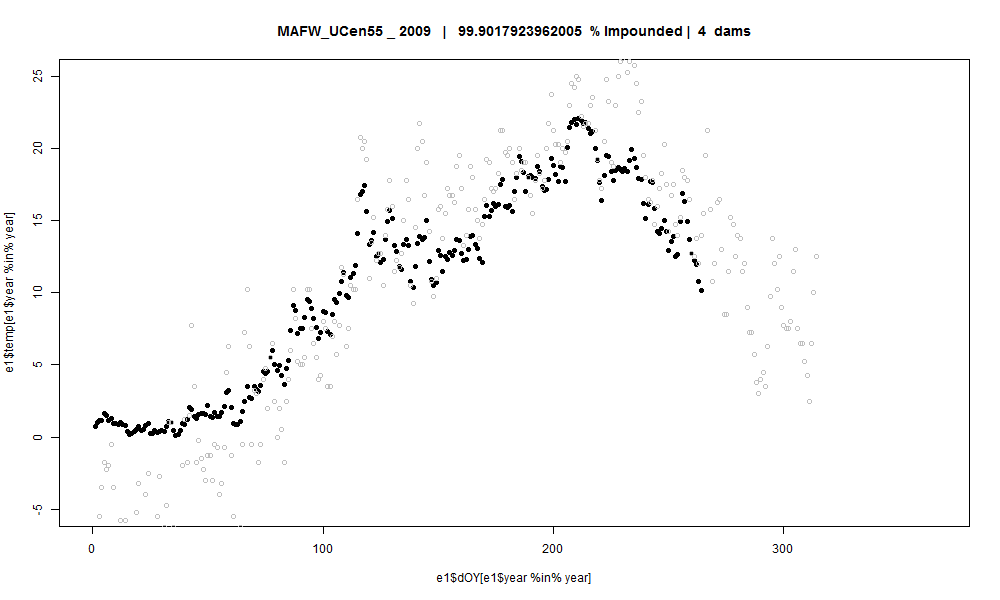 MAFW_UCen55 _ 2009 | 99.9017923962005 % Impounded | 4 dams
e1$temp[e1$year %in% year]
25
20
15
10
5
0
-5
0 100 200 300
e1$dOY[e1$year %in% year]